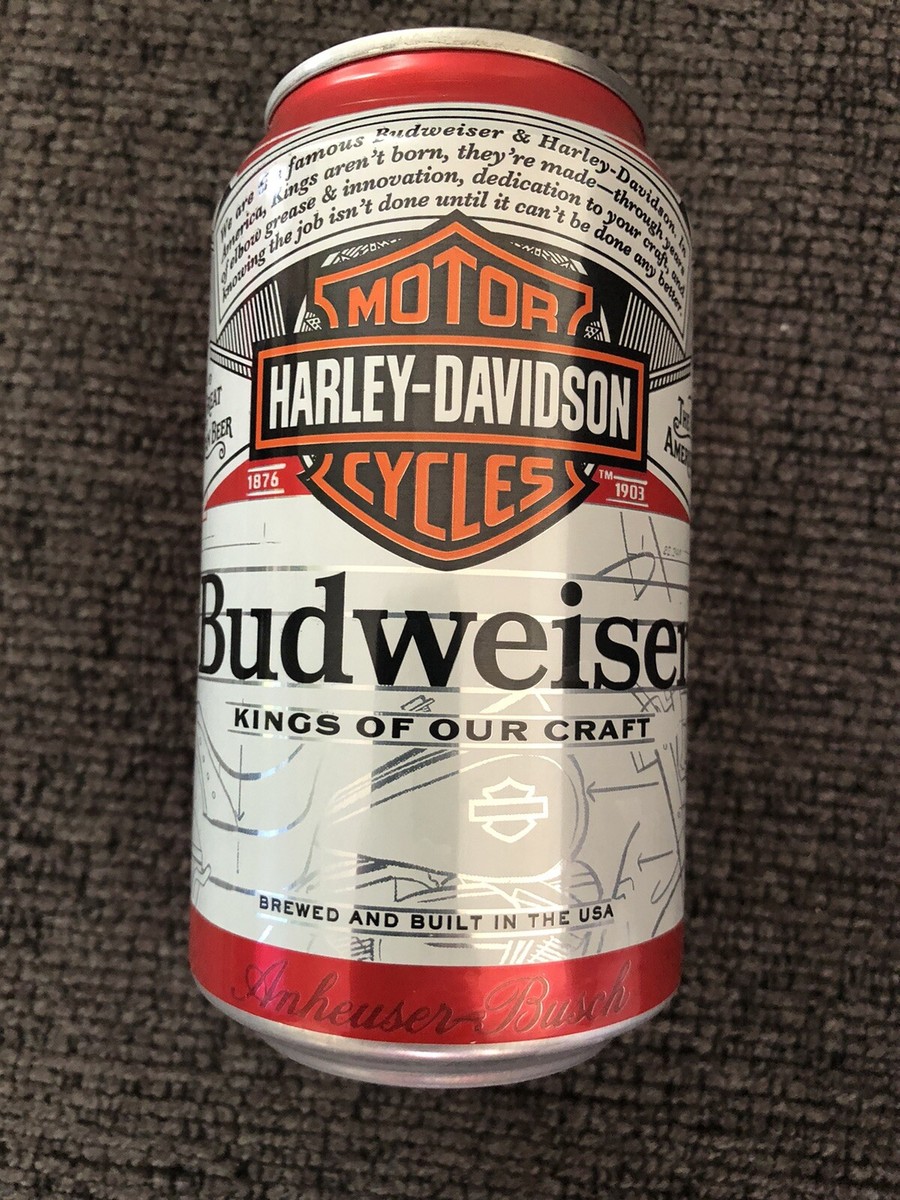 We are the famous Budweiser & Harley-Davidson. In
America, Kings aren't born, they're made—through years
of elbow grease & innovation, dedication to your craft, and
knowing the job isn't done until it can't be done any better.
MOTOR
HARLEY-DAVIDSON
CYCLES
TM
BEER
THE
1876
1903
Budweiser
KINGS OF OUR CRAFT
BREWED AND BUILT IN THE USA
Anheuser-Busch